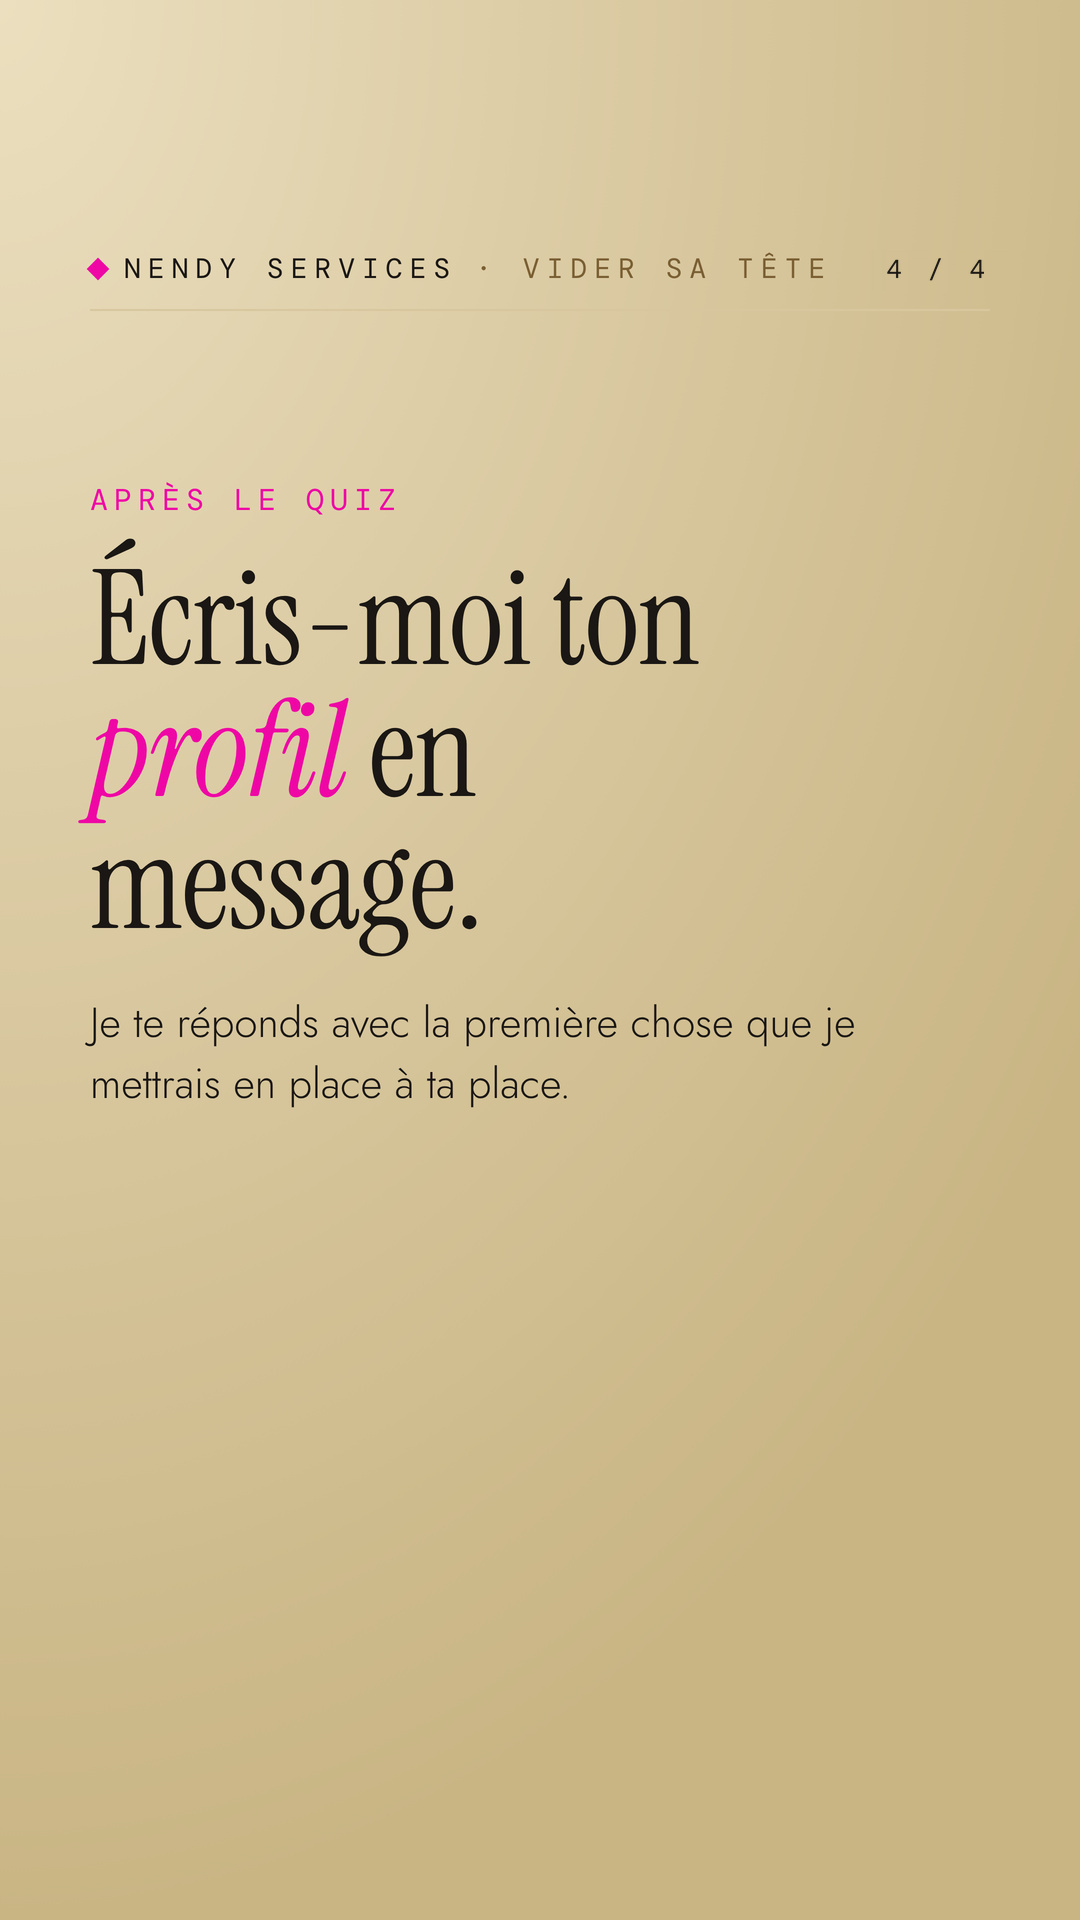 NENDY SERVICES · VIDER SA TÊTE 4 / 4
APRÈS LE QUIZ
Écris-moi ton
profil en
message.
Je te réponds avec la première chose que je
mettrais en place à ta place.